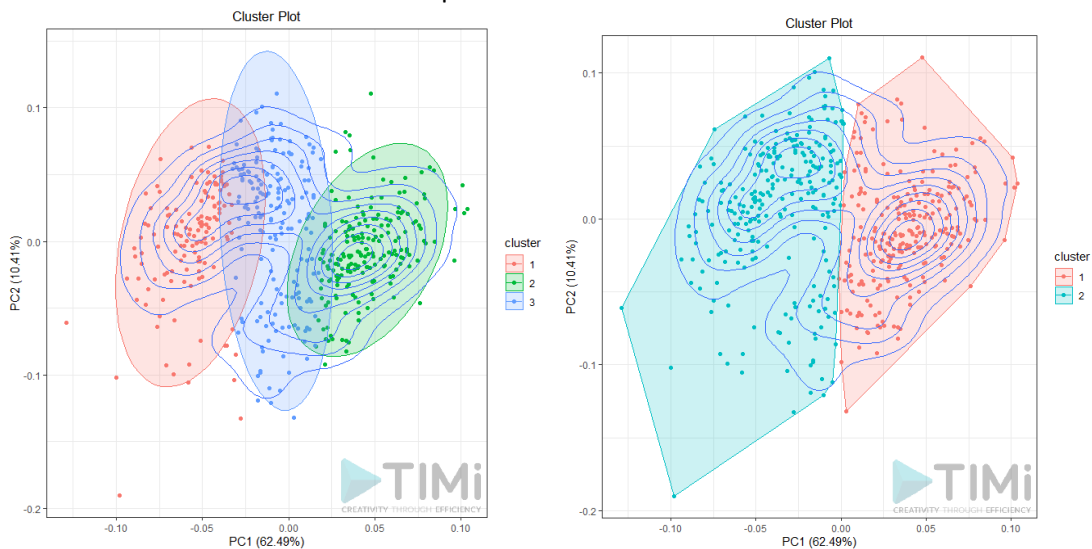 Cluster Plot
PC2 (10.41%)
0.1
0.0
-0.1
-0.2
-0.10
-0.05
0.00
0.05
0.10
PC1 (62.49%)
cluster
1
2
3
TIMi
CREATIVITY THROUGH EFFICIENCY
Cluster Plot
PC2 (10.41%)
0.1
0.0
-0.1
-0.2
-0.10
-0.05
0.00
0.05
0.10
PC1 (62.49%)
cluster
1
2
TIMi
CREATIVITY THROUGH EFFICIENCY